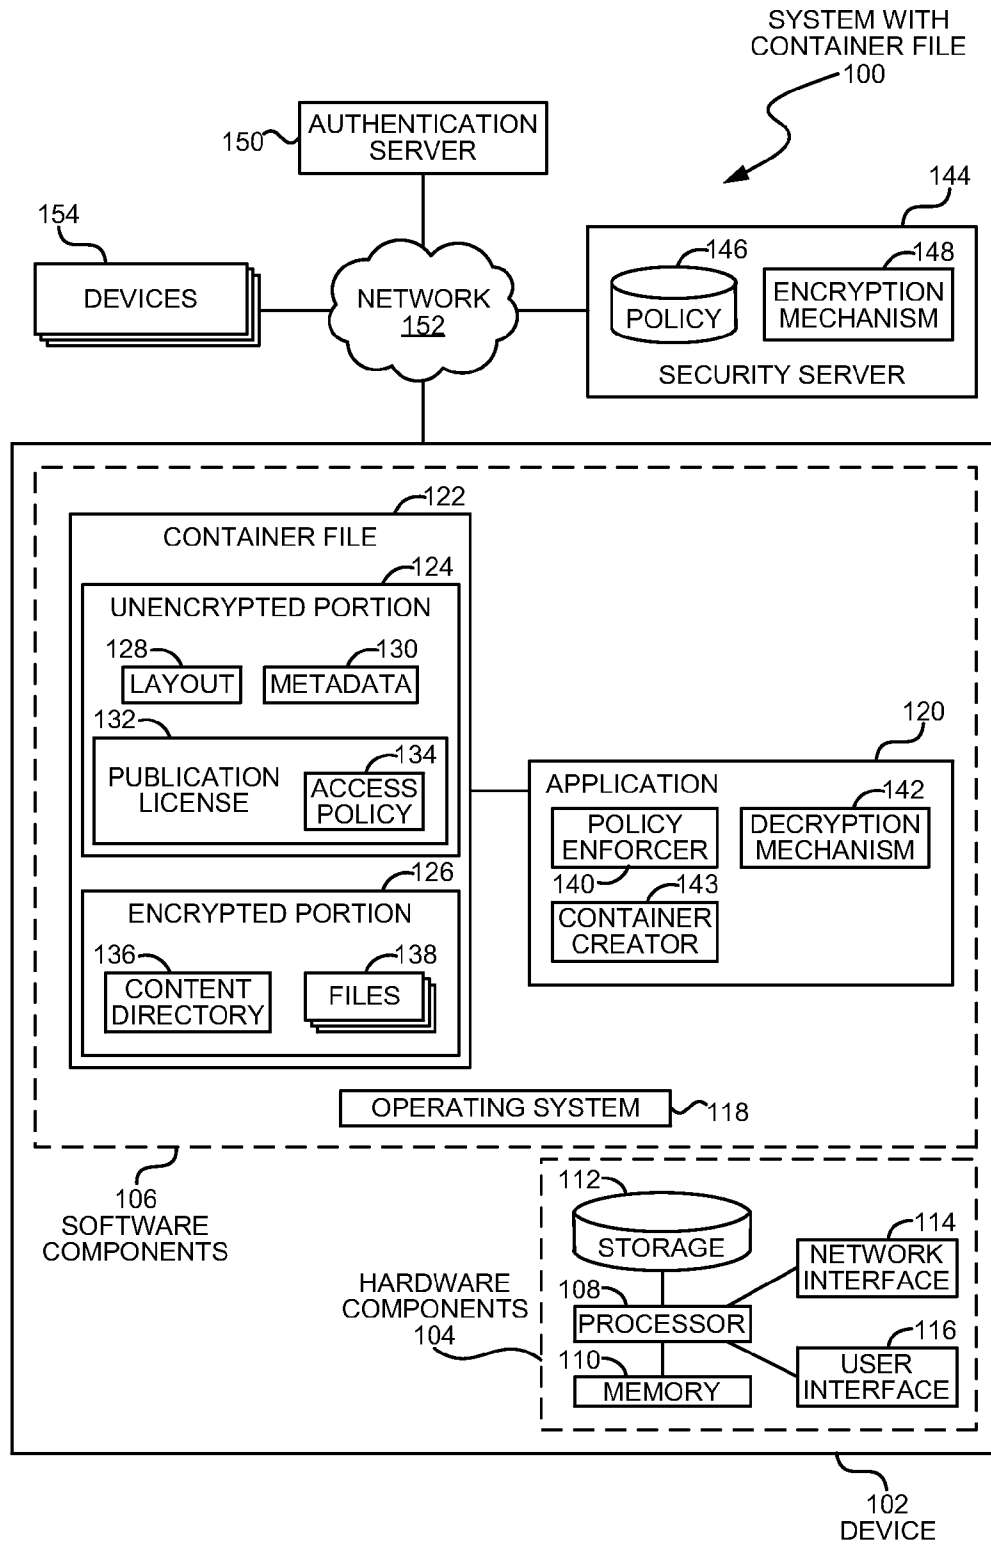 SYSTEM WITH
CONTAINER FILE
100
AUTHENTICATION
SERVER
150
144
154
DEVICES
NETWORK
152
146
POLICY
148
ENCRYPTION
MECHANISM
SECURITY SERVER
122
CONTAINER FILE
124
UNENCRYPTED PORTION
128
LAYOUT
130
METADATA
132
PUBLICATION
LICENSE
134
ACCESS
POLICY
120
APPLICATION
POLICY
ENFORCER
140
142
DECRYPTION
MECHANISM
143
CONTAINER
CREATOR
126
ENCRYPTED PORTION
136
CONTENT
DIRECTORY
138
FILES
OPERATING SYSTEM
118
106
SOFTWARE
COMPONENTS
112
STORAGE
114
NETWORK
INTERFACE
HARDWARE
COMPONENTS
104
108
PROCESSOR
116
USER
INTERFACE
110
MEMORY
102
DEVICE